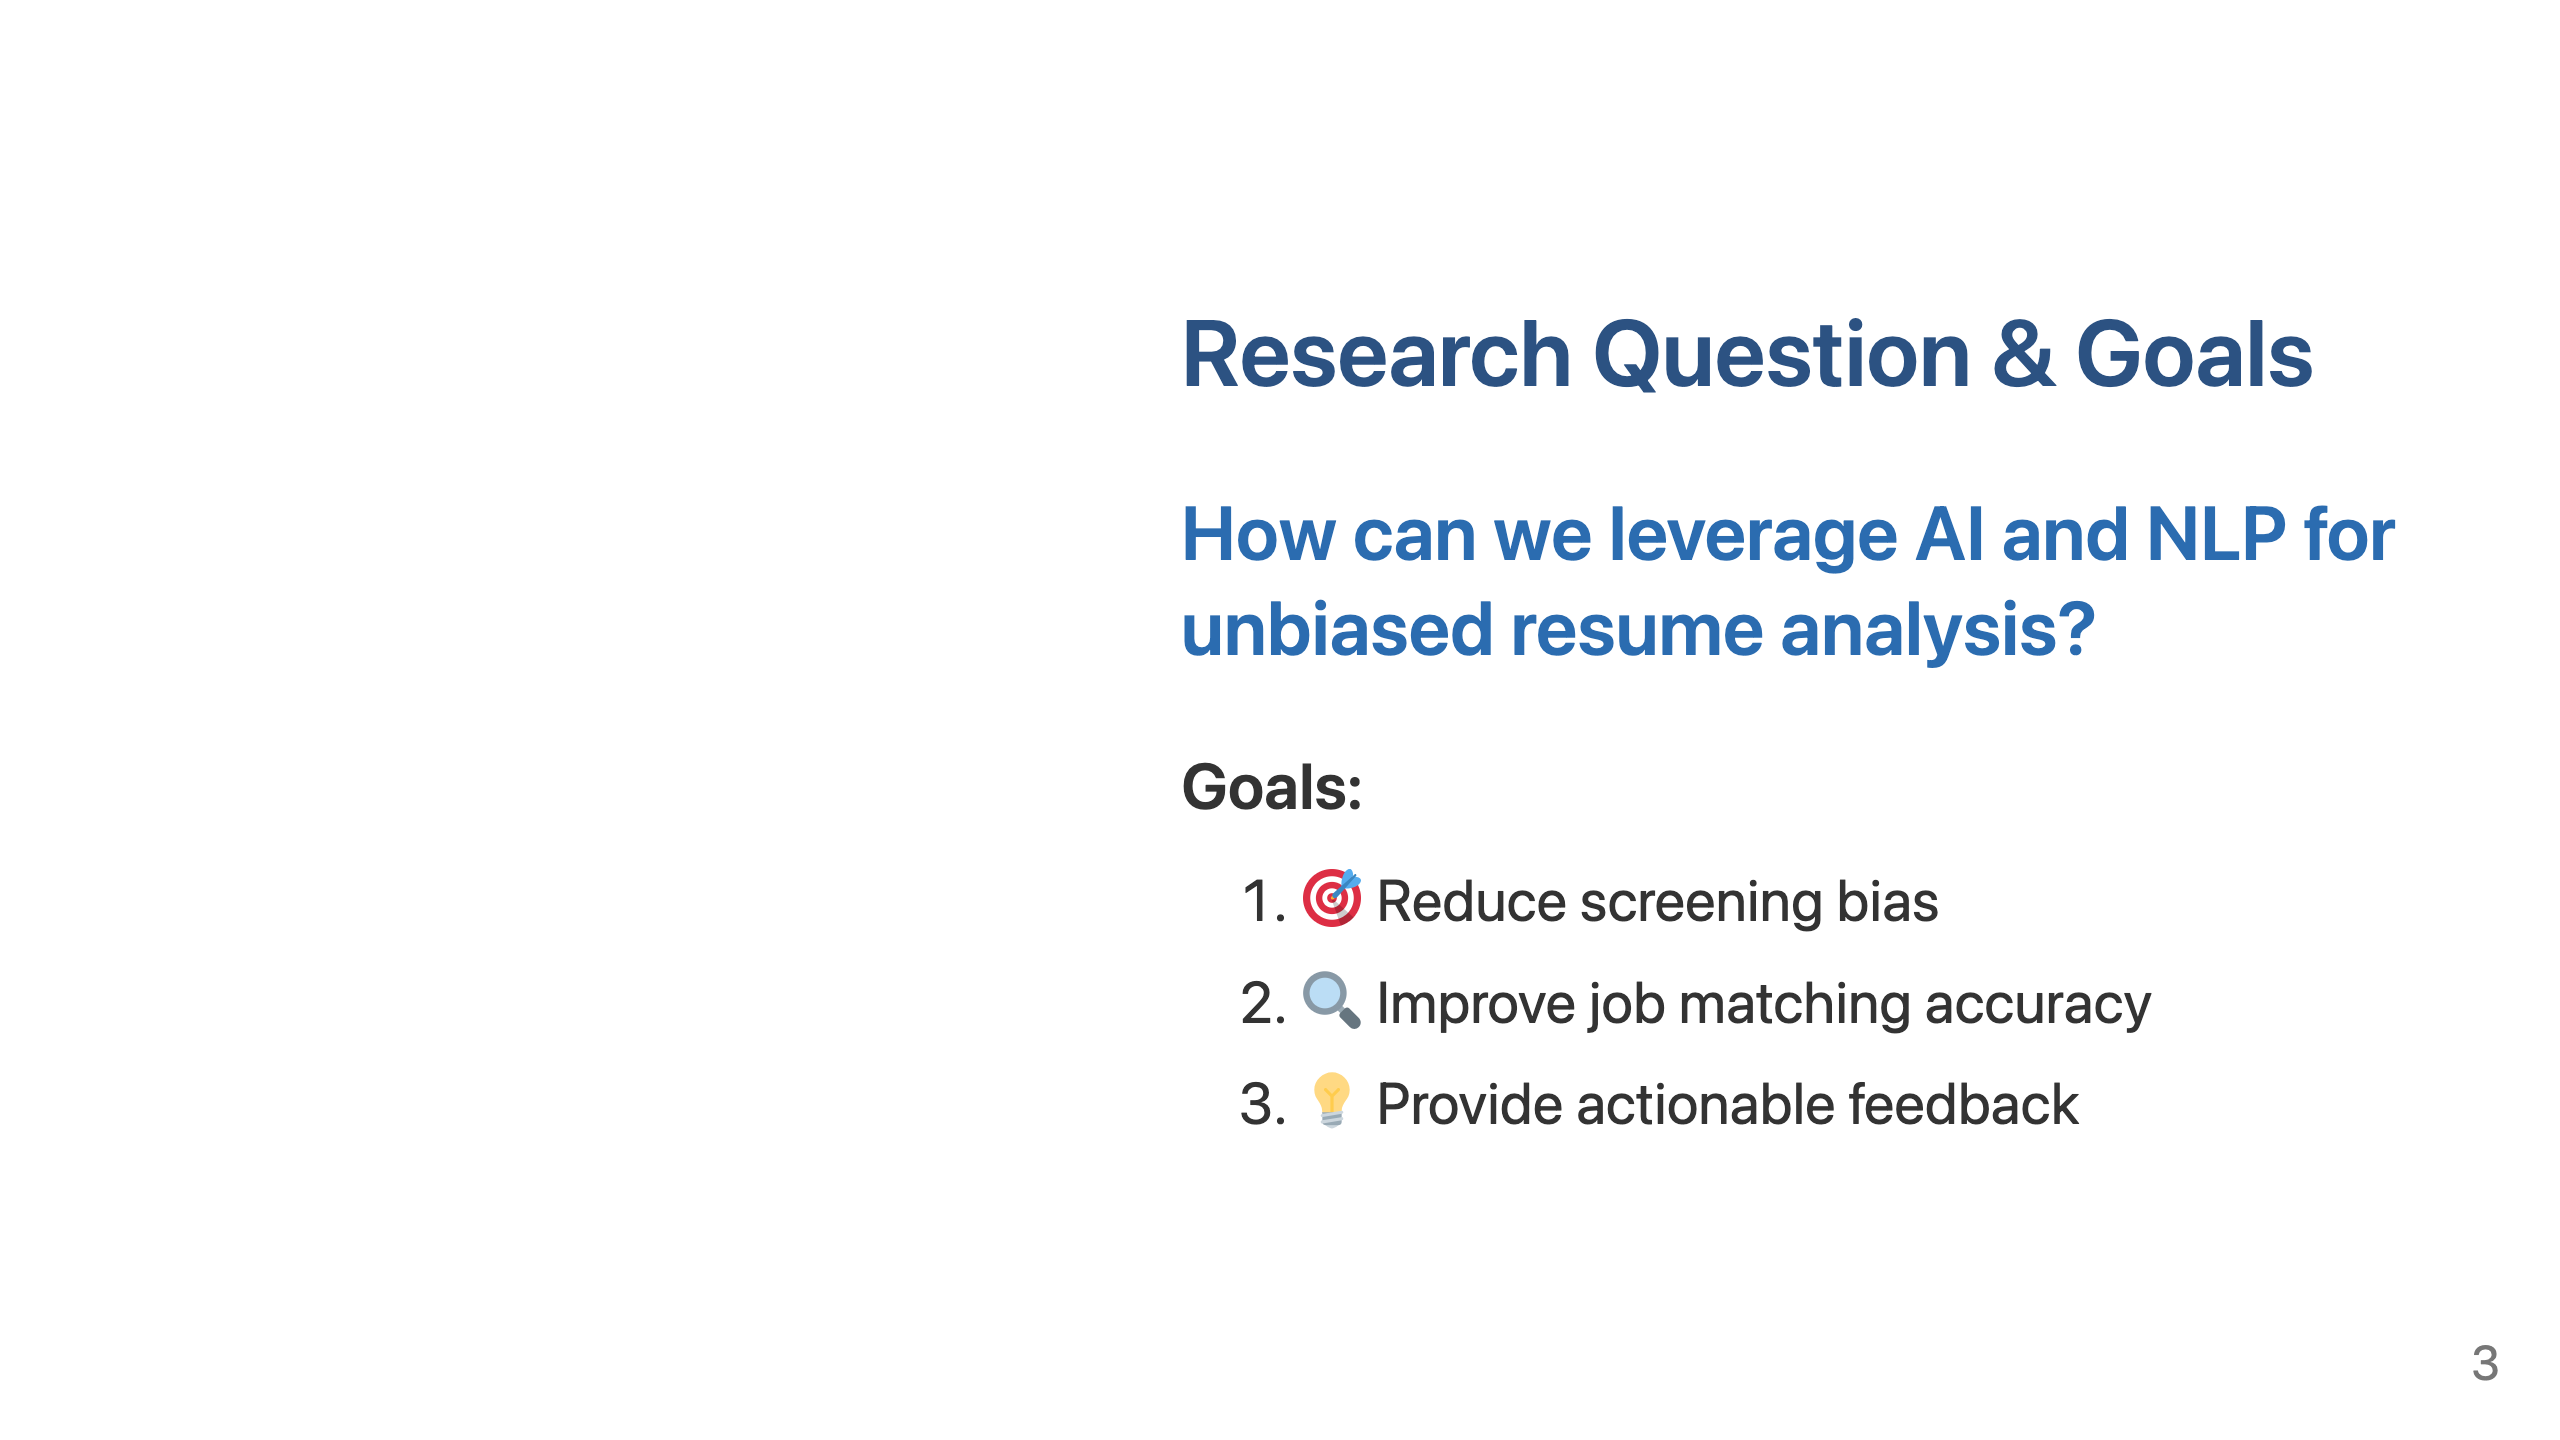 Research Question & Goals
How can we leverage AI and NLP for
unbiased resume analysis?
Goals:
1. 🎯 Reduce screening bias
2. 🔍 Improve job matching accuracy
3. 💡 Provide actionable feedback
3